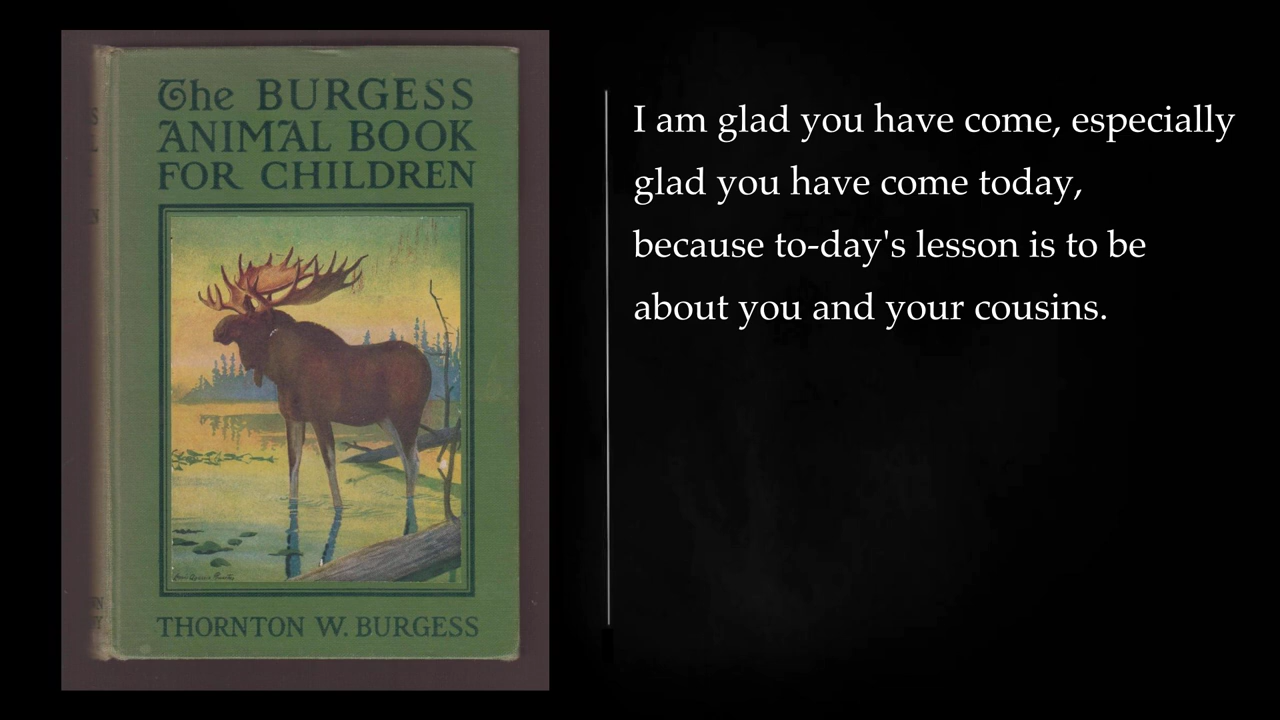 The BURGESS
ANIMAL BOOK
FOR CHILDREN
THORNTON W. BURGESS
I am glad you have come, especially
glad you have come today,
because to-day's lesson is to be
about you and your cousins.